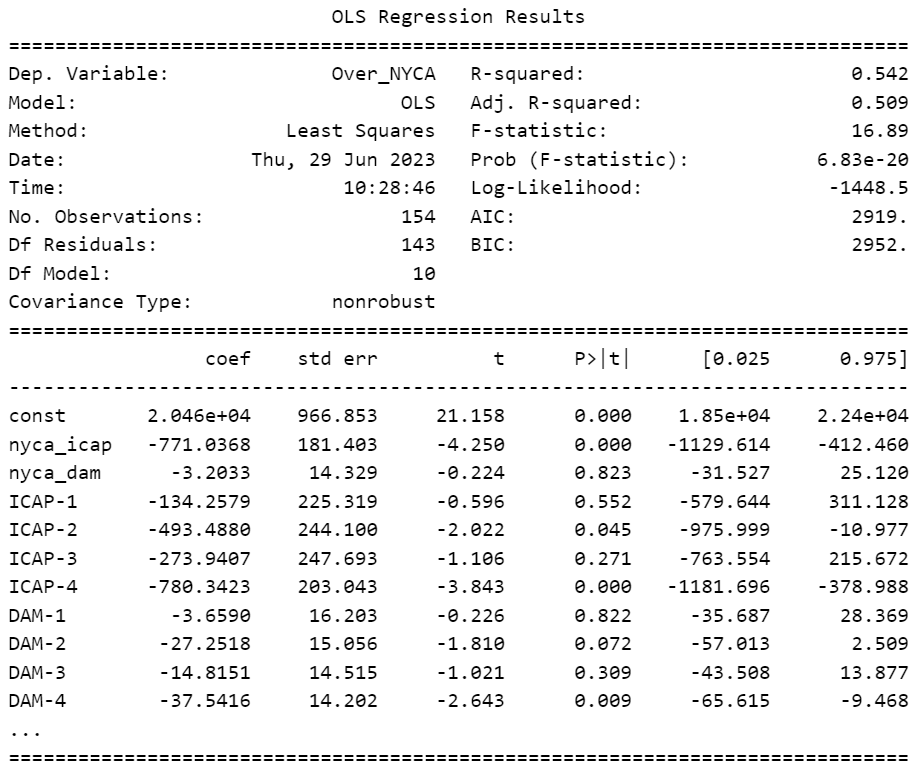 OLS Regression Results
==============================================================================
Dep. Variable: Over_NYCA R-squared: 0.542
Model: OLS Adj. R-squared: 0.509
Method: Least Squares F-statistic: 16.89
Date: Thu, 29 Jun 2023 Prob (F-statistic): 6.83e-20
Time: 10:28:46 Log-Likelihood: -1448.5
No. Observations: 154 AIC: 2919.
Df Residuals: 143 BIC: 2952.
Df Model: 10
Covariance Type: nonrobust
==============================================================================
coef std err t P>|t| [0.025 0.975]
------------------------------------------------------------------------------
const 2.046e+04 966.853 21.158 0.000 1.85e+04 2.24e+04
nyca_icap -771.0368 181.403 -4.250 0.000 -1129.614 -412.460
nyca_dam -3.2033 14.329 -0.224 0.823 -31.527 25.120
ICAP-1 -134.2579 225.319 -0.596 0.552 -579.644 311.128
ICAP-2 -493.4880 244.100 -2.022 0.045 -975.999 -10.977
ICAP-3 -273.9407 247.693 -1.106 0.271 -763.554 215.672
ICAP-4 -780.3423 203.043 -3.843 0.000 -1181.696 -378.988
DAM-1 -3.6590 16.203 -0.226 0.822 -35.687 28.369
DAM-2 -27.2518 15.056 -1.810 0.072 -57.013 2.509
DAM-3 -14.8151 14.515 -1.021 0.309 -43.508 13.877
DAM-4 -37.5416 14.202 -2.643 0.009 -65.615 -9.468
...
==============================================================================